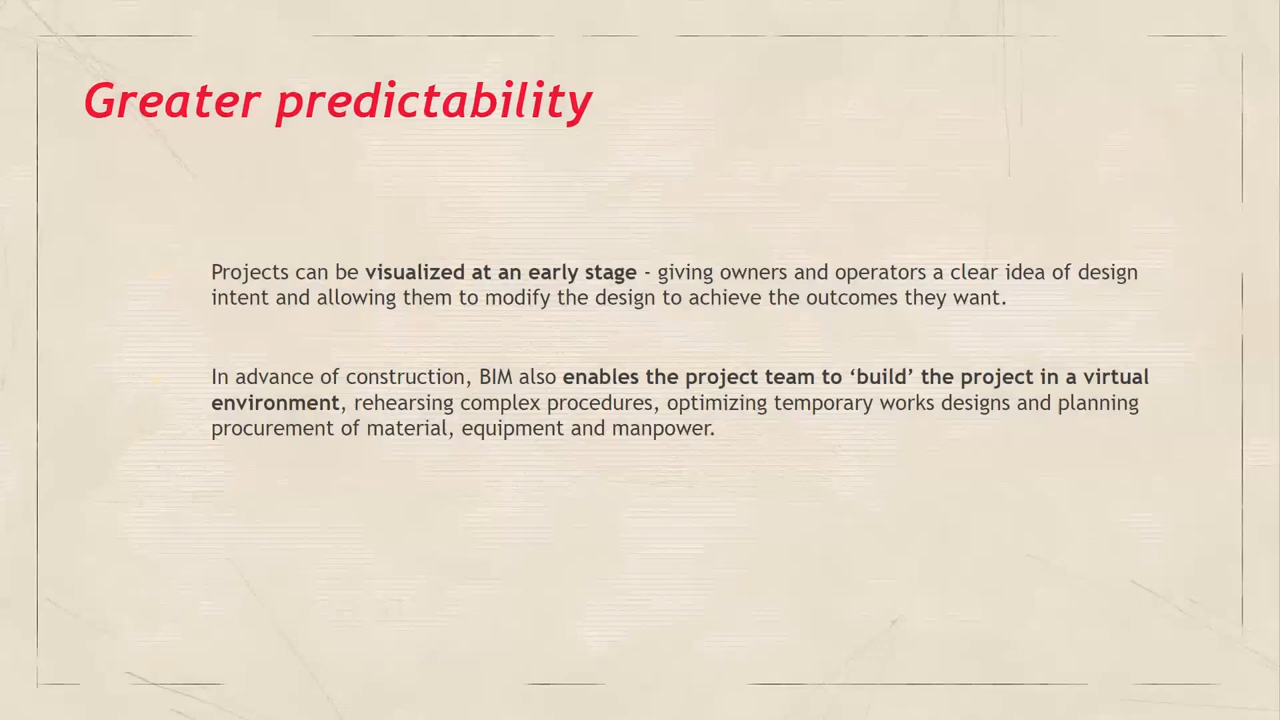 Greater predictability
Projects can be visualized at an early stage - giving owners and operators a clear idea of design
intent and allowing them to modify the design to achieve the outcomes they want.
In advance of construction, BIM also enables the project team to ‘build’ the project in a virtual
environment, rehearsing complex procedures, optimizing temporary works designs and planning
procurement of material, equipment and manpower.